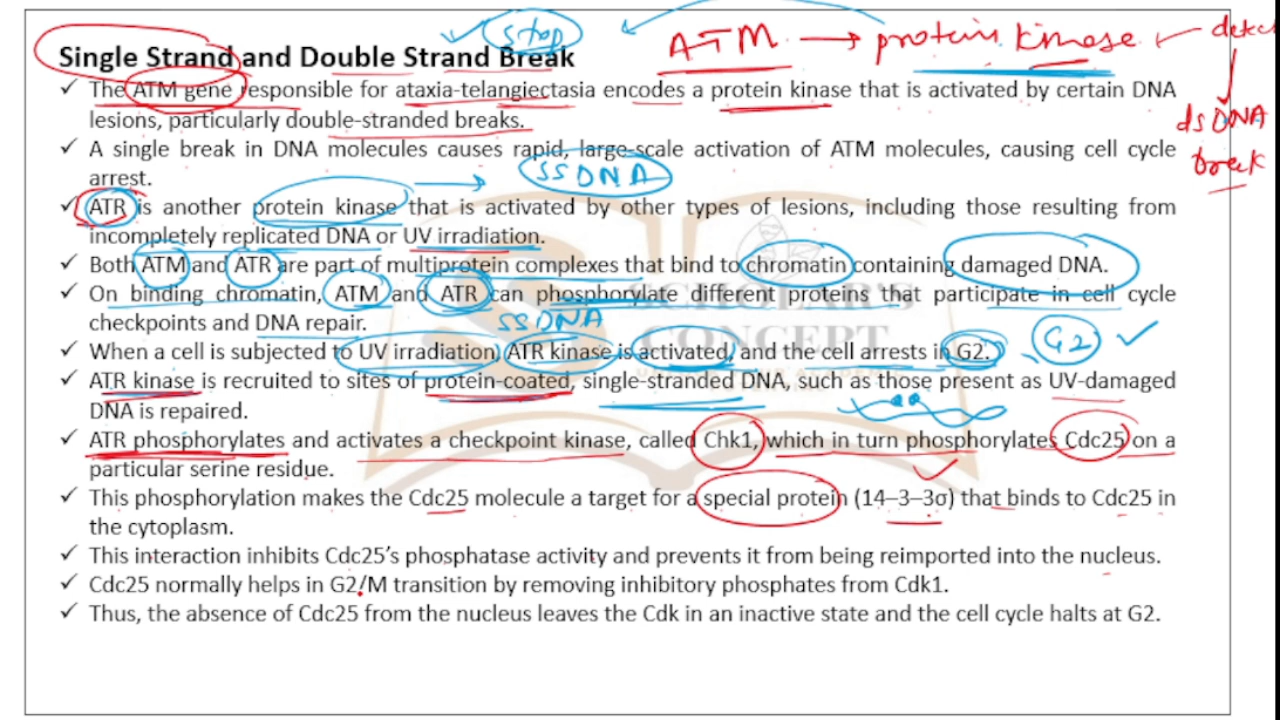 stop
ATM → protein kinase ← detec
Single Strand and Double Strand Break
dsDNA
break
✓ The ATM gene responsible for ataxia-telangiectasia encodes a protein kinase that is activated by certain DNA
lesions, particularly double-stranded breaks.
✓ A single break in DNA molecules causes rapid, large-scale activation of ATM molecules, causing cell cycle
arrest.
→ SSDNA
✓ ATR is another protein kinase that is activated by other types of lesions, including those resulting from
incompletely replicated DNA or UV irradiation.
✓ Both ATM and ATR are part of multiprotein complexes that bind to chromatin containing damaged DNA.
✓ On binding chromatin, ATM and ATR can phosphorylate different proteins that participate in cell cycle
checkpoints and DNA repair.
SSDNA
✓ When a cell is subjected to UV irradiation, ATR kinase is activated, and the cell arrests in G2.
G2 ✓
✓ ATR kinase is recruited to sites of protein-coated, single-stranded DNA, such as those present as UV-damaged
DNA is repaired.
✓ ATR phosphorylates and activates a checkpoint kinase, called Chk1, which in turn phosphorylates Cdc25 on a
particular serine residue.
✓ This phosphorylation makes the Cdc25 molecule a target for a special protein (14–3–3σ) that binds to Cdc25 in
the cytoplasm.
✓ This interaction inhibits Cdc25’s phosphatase activity and prevents it from being reimported into the nucleus.
✓ Cdc25 normally helps in G2/M transition by removing inhibitory phosphates from Cdk1.
✓ Thus, the absence of Cdc25 from the nucleus leaves the Cdk in an inactive state and the cell cycle halts at G2.
SCHOLAR'S
CONCEPT